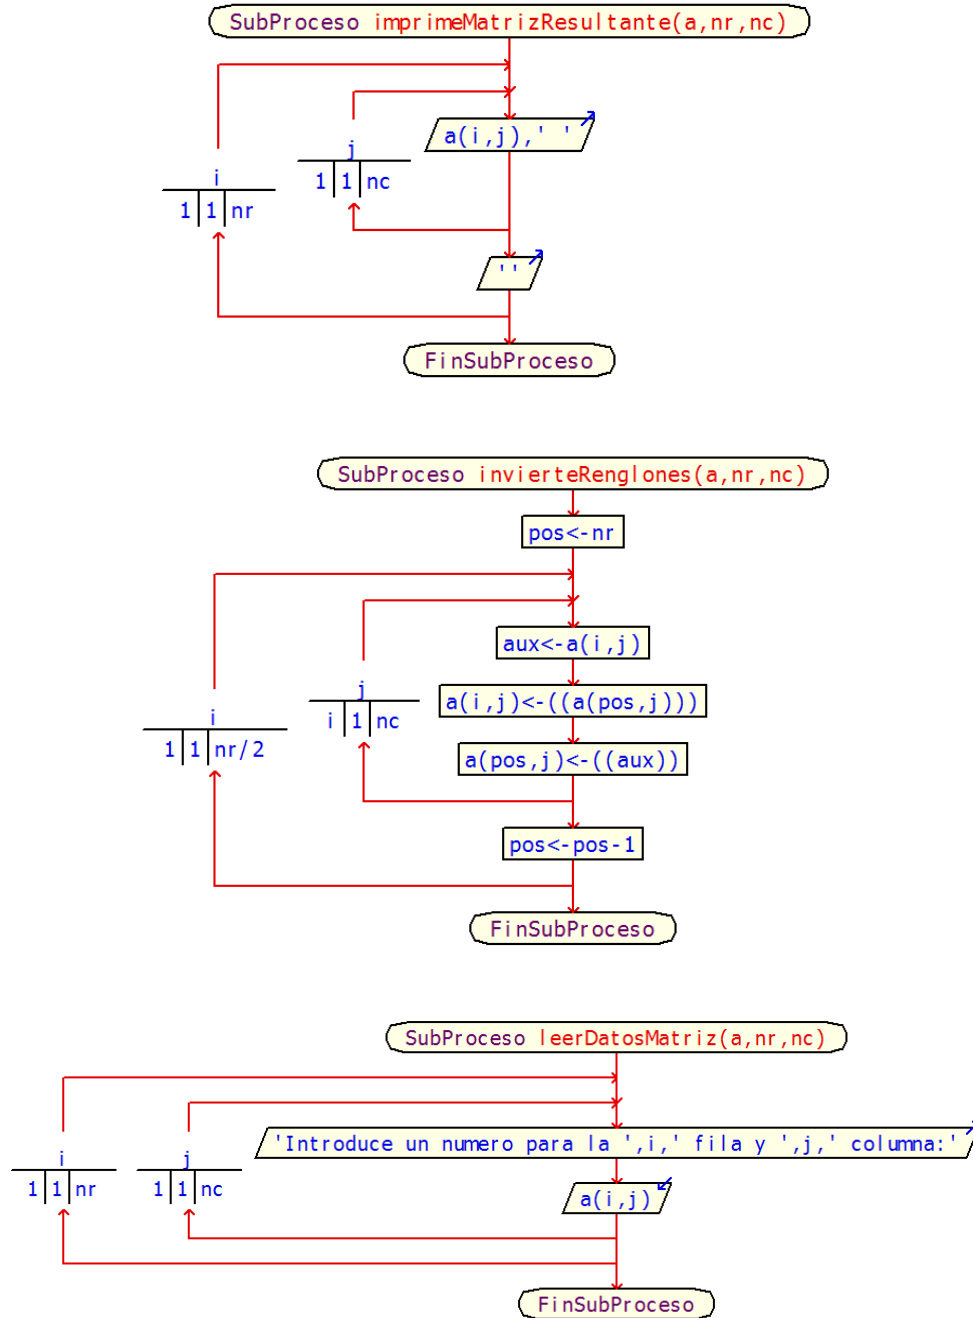 SubProceso imprimeMatrizResultante(a,nr,nc)
a(i,j),' '
j
1 1 nc
i
1 1 nr
''
FinSubProceso
SubProceso invierteRenglones(a,nr,nc)
pos<-nr
aux<-a(i,j)
j
i 1 nc
a(i,j)<-((a(pos,j)))
i
1 1 nr/2
a(pos,j)<-((aux))
pos<-pos-1
FinSubProceso
SubProceso leerDatosMatriz(a,nr,nc)
'Introduce un numero para la ',i,' fila y ',j,' columna:'
i
1 1 nr
j
1 1 nc
a(i,j)
FinSubProceso